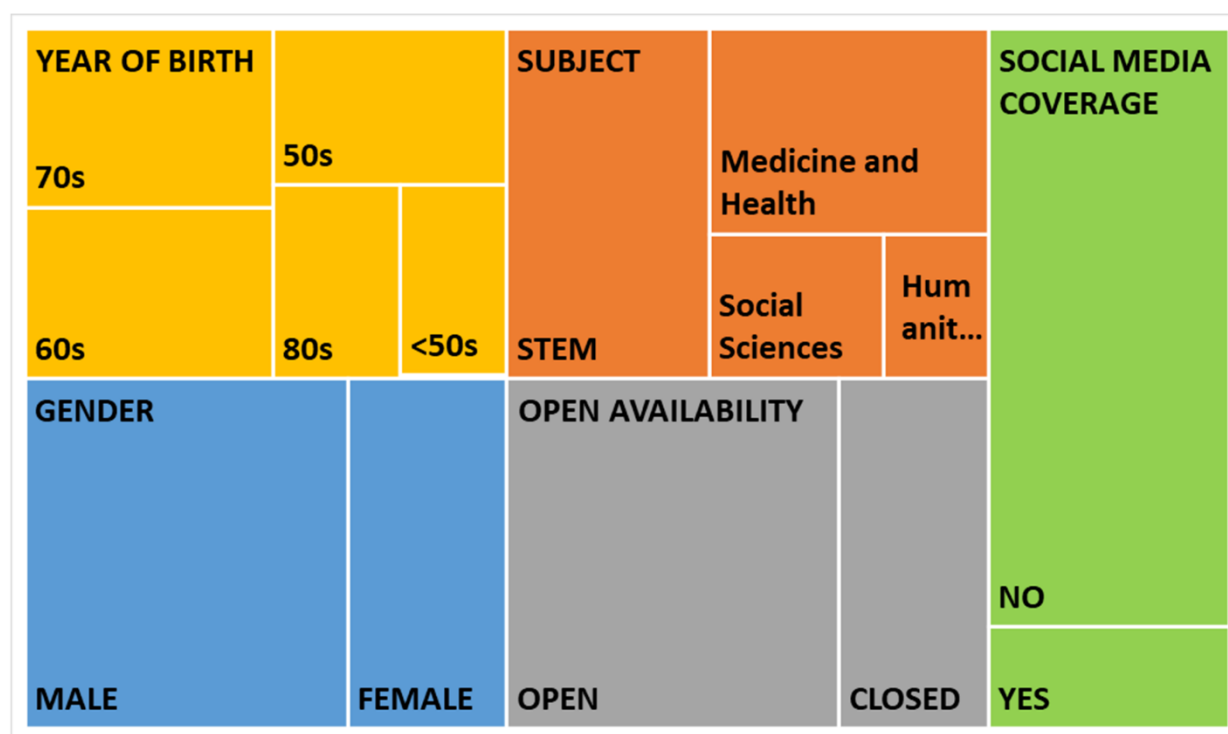 YEAR OF BIRTH
70s
50s
60s
80s
<50s
SUBJECT
STEM
Medicine and
Health
Social
Sciences
Hum
anit...
SOCIAL MEDIA
COVERAGE
NO
YES
GENDER
MALE
FEMALE
OPEN AVAILABILITY
OPEN
CLOSED